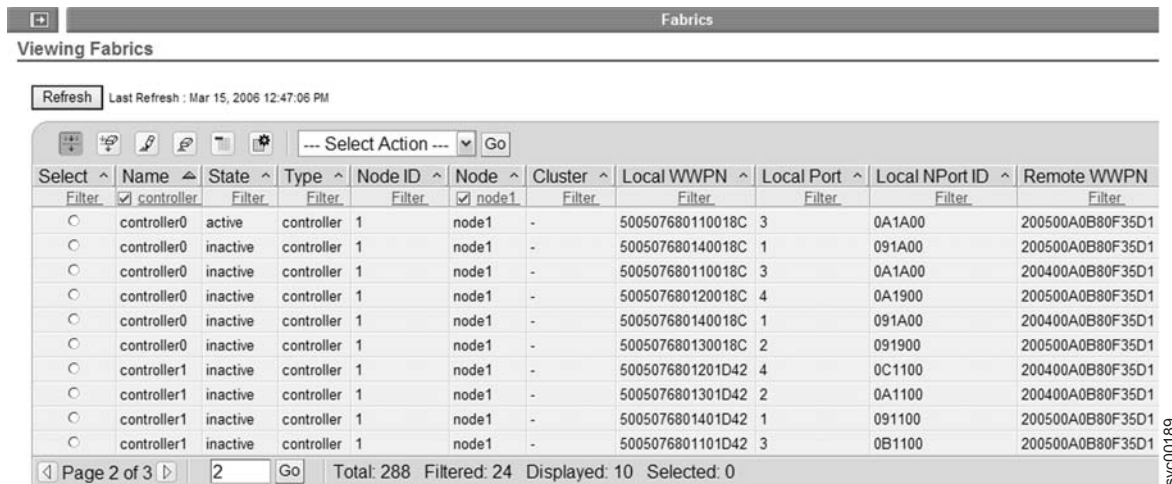 Fabrics
Viewing Fabrics
Refresh Last Refresh : Mar 15, 2006 12:47:06 PM
--- Select Action --- Go
Select ^ Name State ^ Type ^ Node ID ^ Node ^ Cluster ^ Local WWPN ^ Local Port ^ Local NPort ID ^ Remote WWPN
Filter controller Filter Filter Filter node1 Filter Filter Filter Filter Filter
controller0 active controller 1 node1 - 500507680110018C 3 0A1A00 200500A0B80F35D1
controller0 inactive controller 1 node1 - 500507680140018C 1 091A00 200500A0B80F35D1
controller0 inactive controller 1 node1 - 500507680110018C 3 0A1A00 200400A0B80F35D1
controller0 inactive controller 1 node1 - 500507680120018C 4 0A1900 200500A0B80F35D1
controller0 inactive controller 1 node1 - 500507680140018C 1 091A00 200400A0B80F35D1
controller0 inactive controller 1 node1 - 500507680130018C 2 091900 200500A0B80F35D1
controller1 inactive controller 1 node1 - 5005076801201D42 4 0C1100 200400A0B80F35D1
controller1 inactive controller 1 node1 - 5005076801301D42 2 0A1100 200400A0B80F35D1
controller1 inactive controller 1 node1 - 5005076801401D42 1 091100 200500A0B80F35D1
controller1 inactive controller 1 node1 - 5005076801101D42 3 0B1100 200500A0B80F35D1
Page 2 of 3 2 Go Total: 288 Filtered: 24 Displayed: 10 Selected: 0
svc00189